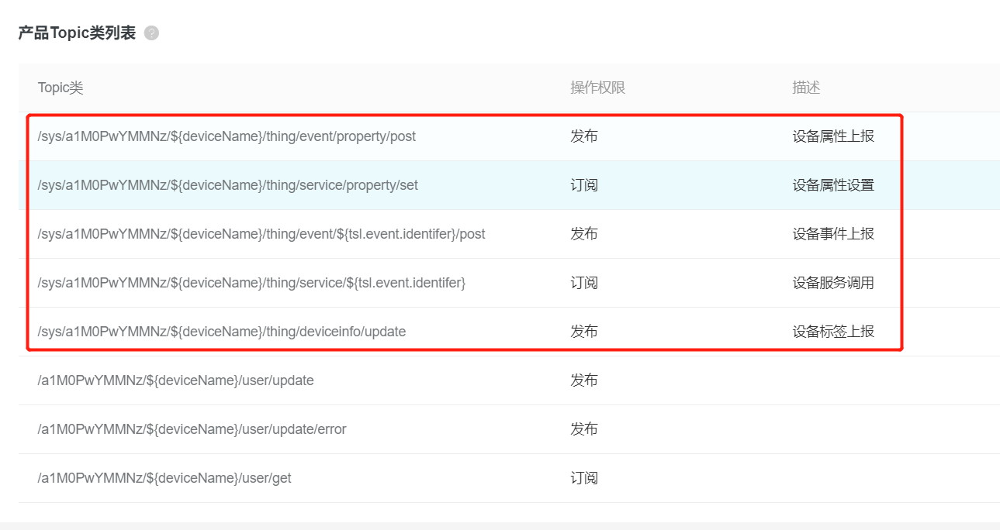 产品Topic类列表 ?
Topic类 操作权限 描述
/sys/a1M0PwYMMNz/${deviceName}/thing/event/property/post 发布 设备属性上报
/sys/a1M0PwYMMNz/${deviceName}/thing/service/property/set 订阅 设备属性设置
/sys/a1M0PwYMMNz/${deviceName}/thing/event/${tsl.event.identifer}/post 发布 设备事件上报
/sys/a1M0PwYMMNz/${deviceName}/thing/service/${tsl.event.identifer} 订阅 设备服务调用
/sys/a1M0PwYMMNz/${deviceName}/thing/deviceinfo/update 发布 设备标签上报
/a1M0PwYMMNz/${deviceName}/user/update 发布
/a1M0PwYMMNz/${deviceName}/user/update/error 发布
/a1M0PwYMMNz/${deviceName}/user/get 订阅